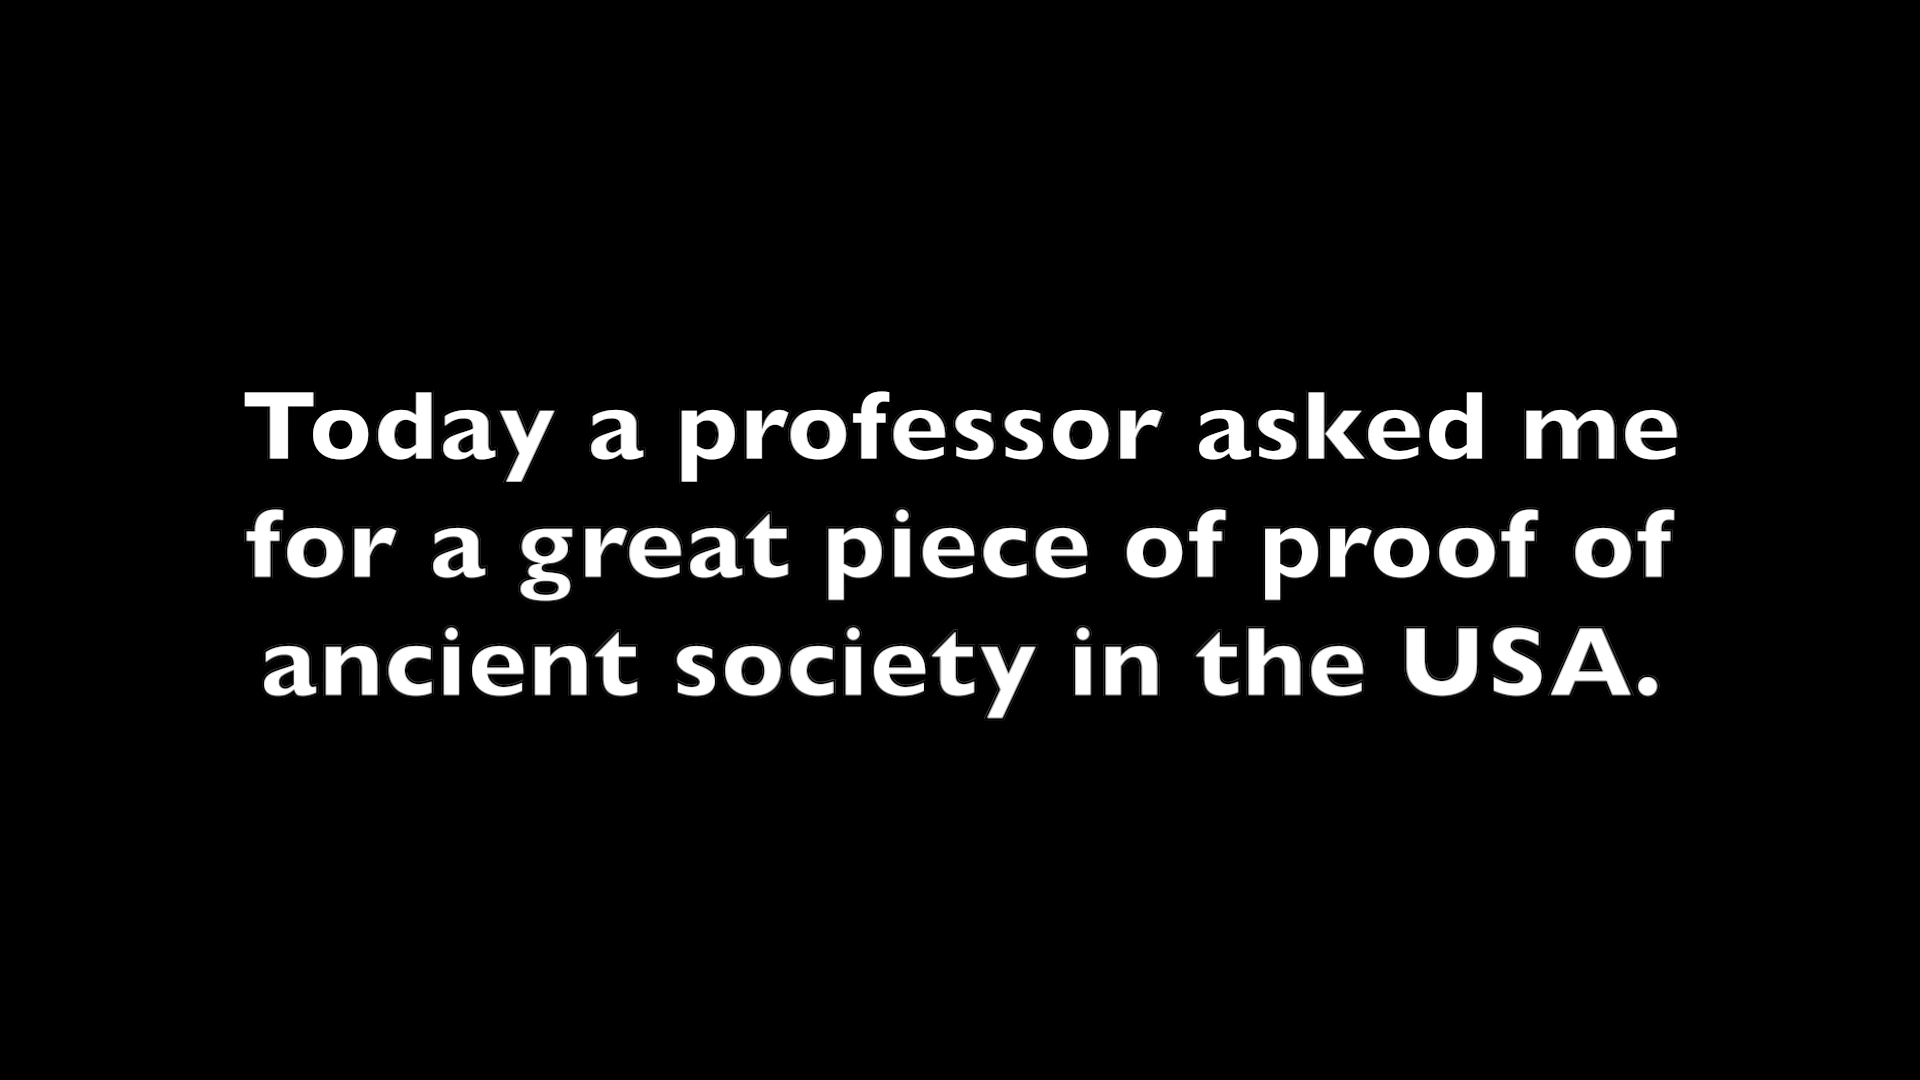 Today a professor asked me
for a great piece of proof of
ancient society in the USA.